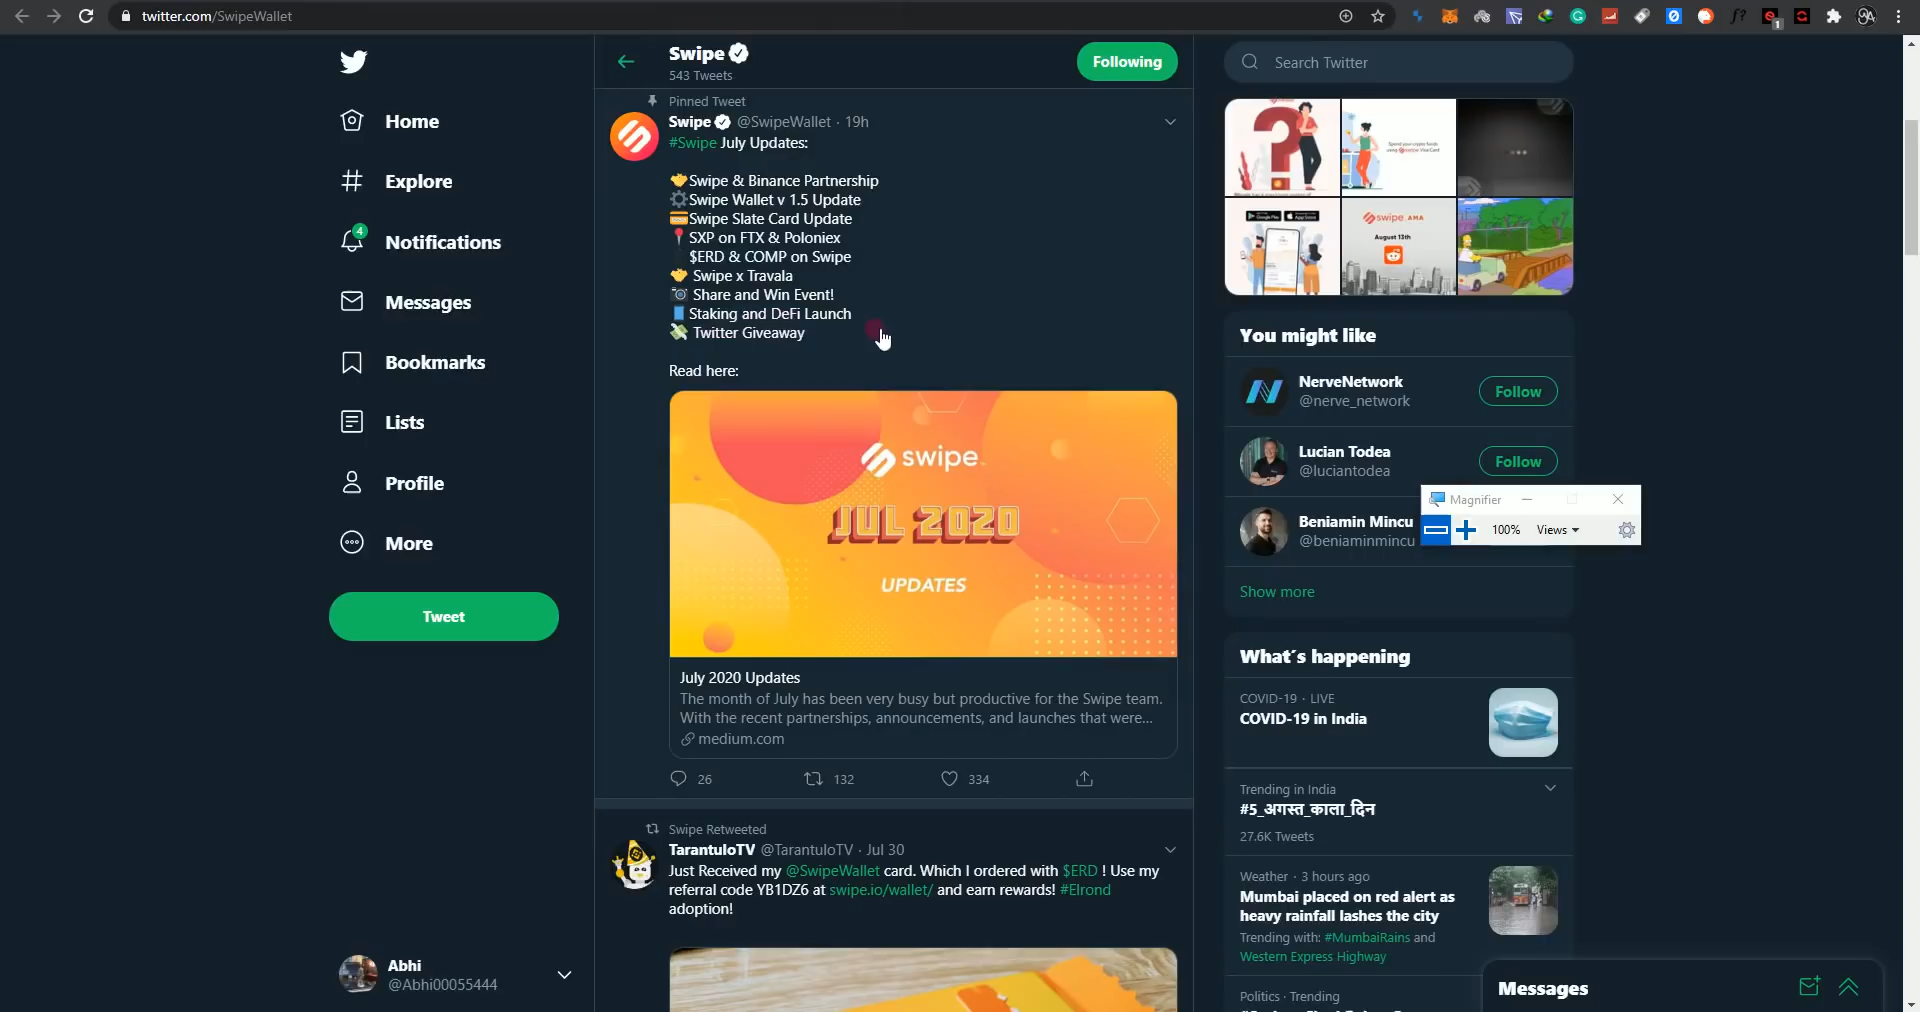 twitter.com/SwipeWallet
Home
Explore
4
Notifications
Messages
Bookmarks
Lists
Profile
More
Tweet
Abhi
@Abhi00055444
Swipe
543 Tweets
Following
Pinned Tweet
Swipe @SwipeWallet · 19h
#Swipe July Updates:
Swipe & Binance Partnership
Swipe Wallet v 1.5 Update
Swipe Slate Card Update
SXP on FTX & Poloniex
$ERD & COMP on Swipe
Swipe x Travala
Share and Win Event!
Staking and DeFi Launch
Twitter Giveaway
Read here:
swipe
JUL 2020
UPDATES
July 2020 Updates
The month of July has been very busy but productive for the Swipe team.
With the recent partnerships, announcements, and launches that were...
medium.com
26 132 334
Swipe Retweeted
TarantuloTV @TarantuloTV · Jul 30
Just Received my @SwipeWallet card. Which I ordered with $ERD ! Use my
referral code YB1DZ6 at swipe.io/wallet/ and earn rewards! #Elrond
adoption!
Search Twitter
Spend your crypto funds
swipe AMA
August 13th
You might like
NerveNetwork
@nerve_network
Follow
Lucian Todea
@luciantodea
Follow
Beniamin Mincu
@beniaminmincu
Show more
Magnifier
100% Views
What's happening
COVID-19 · LIVE
COVID-19 in India
Trending in India
#5_अगस्त_काला_दिन
27.6K Tweets
Weather · 3 hours ago
Mumbai placed on red alert as
heavy rainfall lashes the city
Trending with: #MumbaiRains and
Western Express Highway
Politics · Trending
Messages